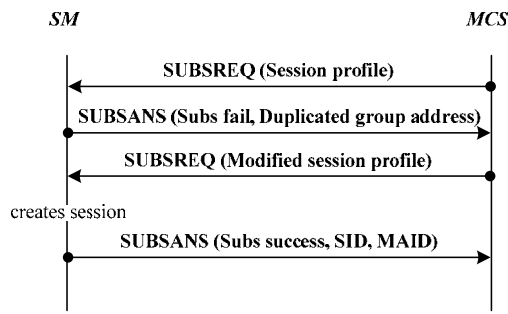 SM MCS
SUBSREQ (Session profile)
SUBSANS (Subs fail, Duplicated group address)
SUBSREQ (Modified session profile)
creates session
SUBSANS (Subs success, SID, MAID)